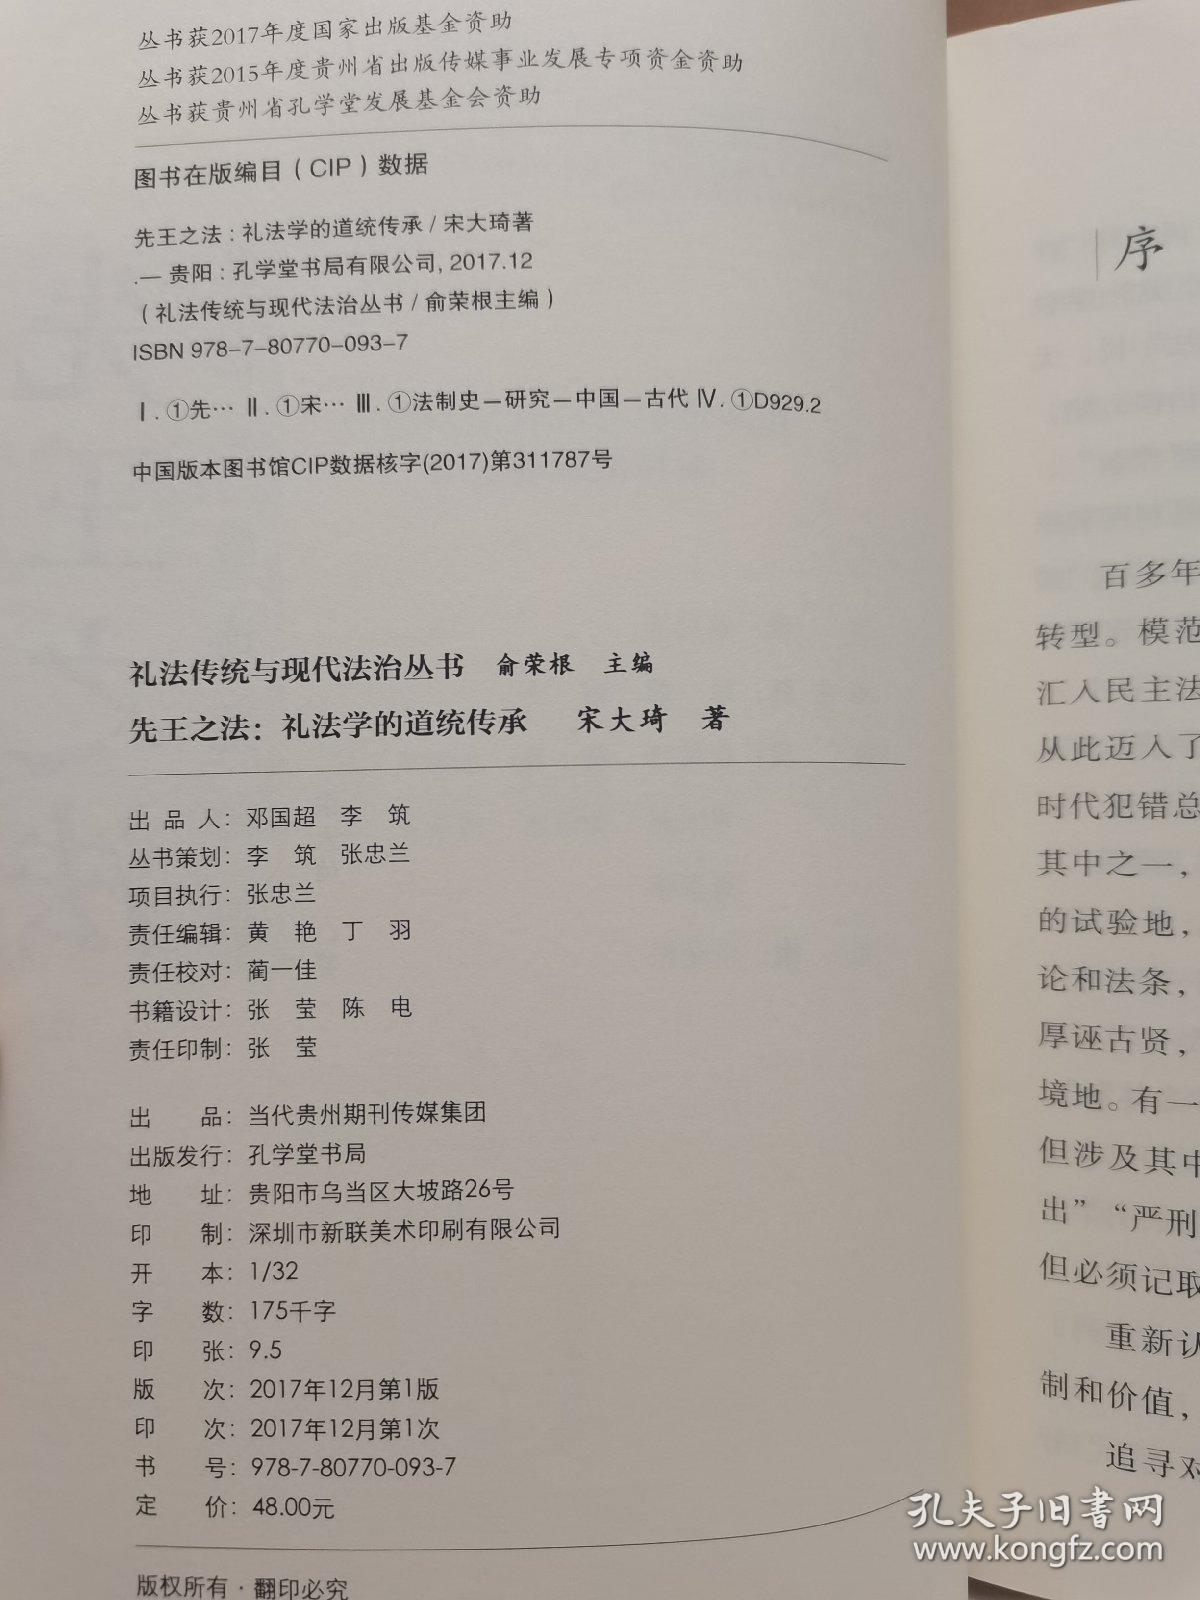 丛书获2017年度国家出版基金资助
丛书获2015年度贵州省出版传媒事业发展专项资金资助
丛书获贵州省孔学堂发展基金会资助
图书在版编目(CIP)数据
先王之法:礼法学的道统传承/宋大琦著
.—贵阳:孔学堂书局有限公司,2017.12
(礼法传统与现代法治丛书/俞荣根主编)
ISBN 978-7-80770-093-7
Ⅰ.①先… Ⅱ.①宋… Ⅲ.①法制史—研究—中国—古代 Ⅳ.①D929.2
中国版本图书馆CIP数据核字(2017)第311787号
礼法传统与现代法治丛书 俞荣根 主编
先王之法:礼法学的道统传承 宋大琦 著
出 品 人:邓国超 李 筑
丛书策划:李 筑 张忠兰
项目执行:张忠兰
责任编辑:黄 艳 丁 羽
责任校对:蔺一佳
书籍设计:张 莹 陈 电
责任印制:张 莹
出 品:当代贵州期刊传媒集团
出版发行:孔学堂书局
地 址:贵阳市乌当区大坡路26号
印 制:深圳市新联美术印刷有限公司
开 本:1/32
字 数:175千字
印 张:9.5
版 次:2017年12月第1版
印 次:2017年12月第1次
书 号:978-7-80770-093-7
定 价:48.00元
版权所有·翻印必究
序
百多年
转型。模范
汇入民主法
从此迈入了
时代犯错总
其中之一,
的试验地,
论和法条,
厚诬古贤,
境地。有一
但涉及其中
出”“严刑
但必须记取
重新认
制和价值,
追寻对
孔夫子旧书网
www.kongfz.com